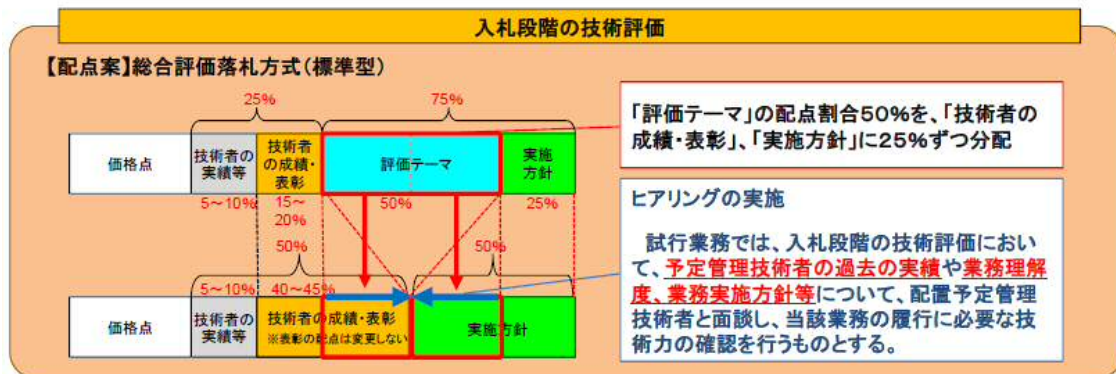 入札段階の技術評価
【配点案】総合評価落札方式(標準型)
25%
75%
価格点
技術者の
実績等
技術者
の成績・
表彰
評価テーマ
実施
方針
5～10%
15～
20%
50%
25%
50%
50%
5～10%
40～45%
価格点
技術者の
実績等
技術者の成績・表彰
※表彰の配点は変更しない
実施方針
「評価テーマ」の配点割合50%を、「技術者の
成績・表彰」、「実施方針」に25%ずつ分配
ヒアリングの実施
試行業務では、入札段階の技術評価におい
て、予定管理技術者の過去の実績や業務理解
度、業務実施方針等について、配置予定管理
技術者と面談し、当該業務の履行に必要な技
術力の確認を行うものとする。